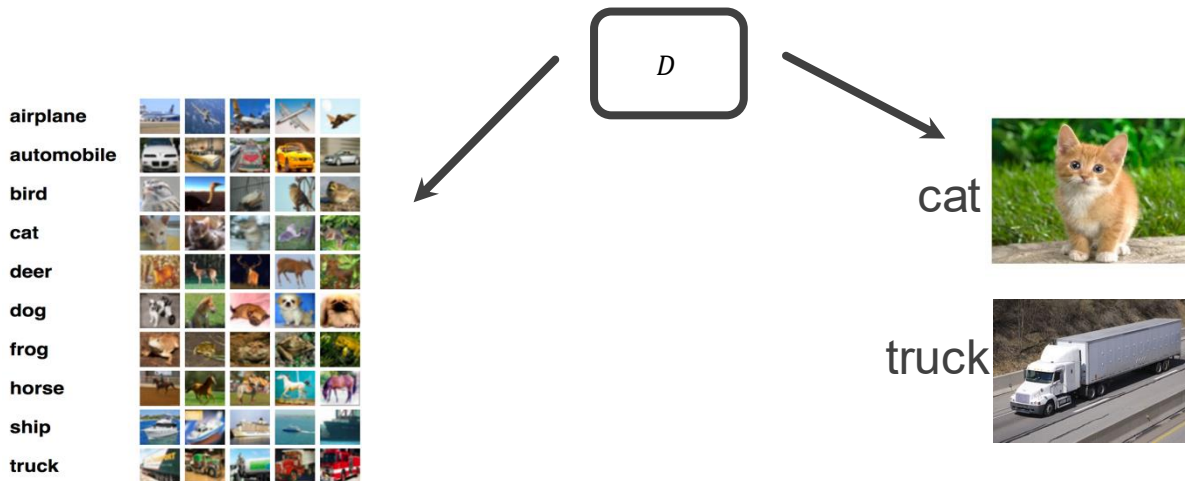 D
airplane
automobile
bird
cat
deer
dog
frog
horse
ship
truck
cat
truck